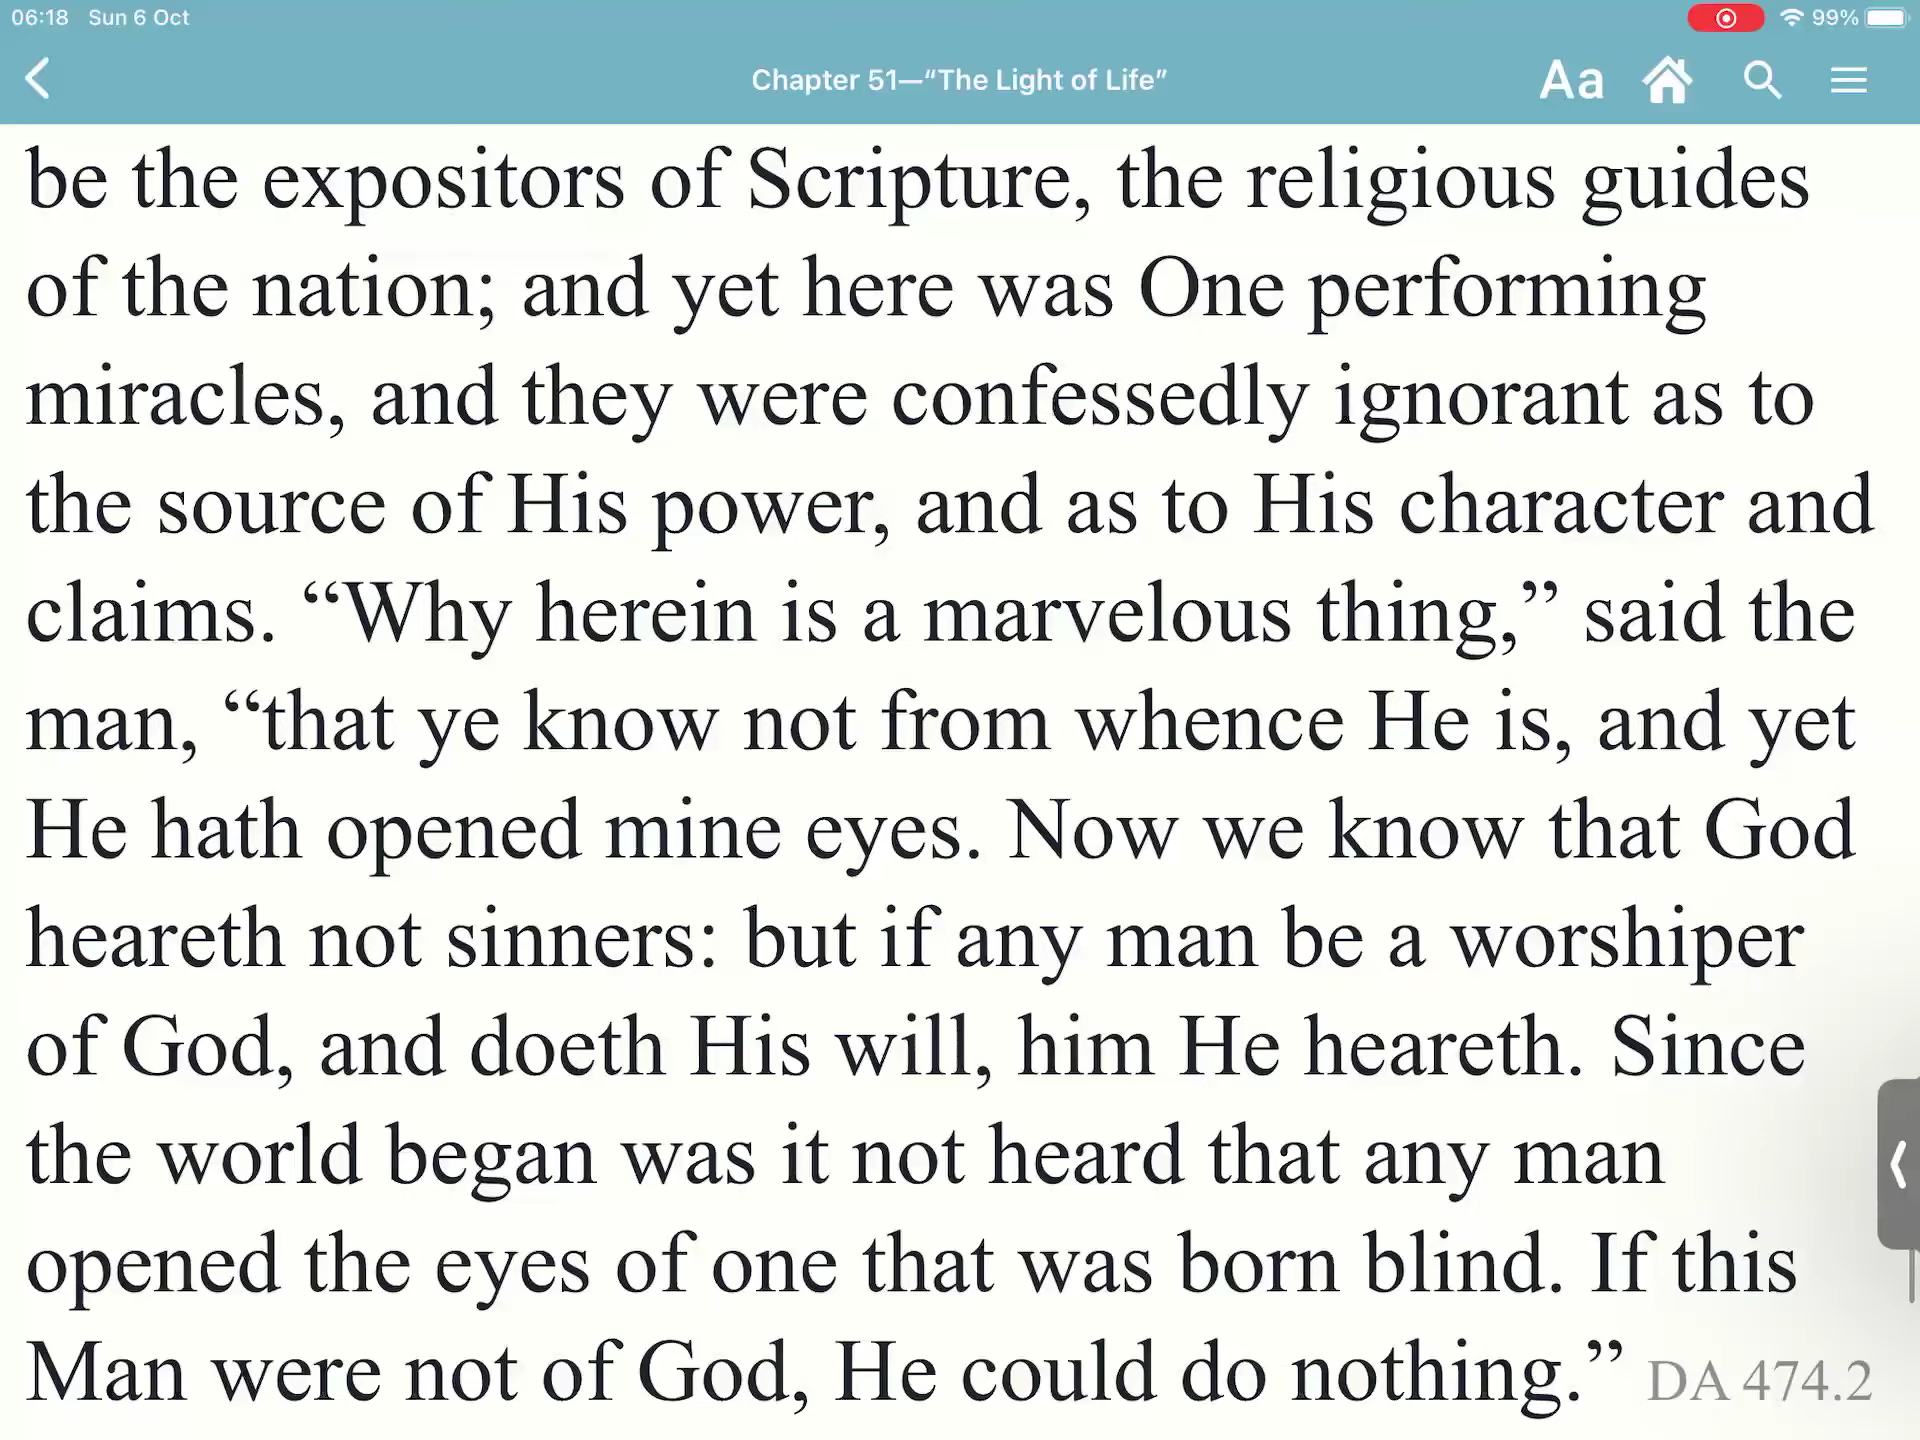 06:18 Sun 6 Oct 99%
Chapter 51—“The Light of Life” Aa
be the expositors of Scripture, the religious guides
of the nation; and yet here was One performing
miracles, and they were confessedly ignorant as to
the source of His power, and as to His character and
claims. “Why herein is a marvelous thing,” said the
man, “that ye know not from whence He is, and yet
He hath opened mine eyes. Now we know that God
heareth not sinners: but if any man be a worshiper
of God, and doeth His will, him He heareth. Since
the world began was it not heard that any man
opened the eyes of one that was born blind. If this
Man were not of God, He could do nothing.” DA 474.2